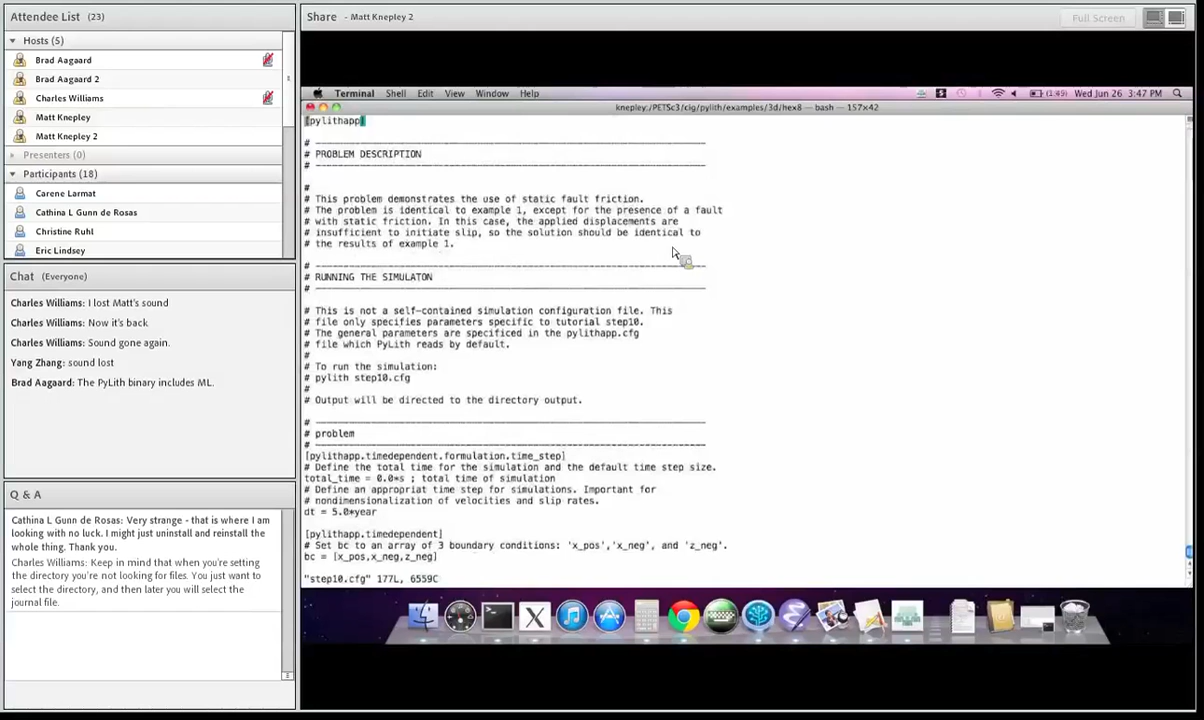 Attendee List (23)
Hosts (5)
Brad Aagaard
Brad Aagaard 2
Charles Williams
Matt Knepley
Matt Knepley 2
Presenters (0)
Participants (18)
Carene Larmat
Cathina L Gunn de Rosas
Christine Ruhl
Eric Lindsey
Chat (Everyone)
Charles Williams: I lost Matt's sound
Charles Williams: Now it's back
Charles Williams: Sound gone again.
Yang Zhang: sound lost
Brad Aagaard: The PyLith binary includes ML.
Q & A
Cathina L Gunn de Rosas: Very strange - that is where I am
looking with no luck. I might just uninstall and reinstall the
whole thing. Thank you.
Charles Williams: Keep in mind that when you're setting
the directory you're not looking for files. You just want to
select the directory, and then later you will select the
journal file.
Share - Matt Knepley 2
Full Screen
Terminal Shell Edit View Window Help
(1:49) Wed Jun 26 3:47 PM
knepley:/PETSc3/cig/pylith/examples/3d/hex8 — bash — 157×42
[pylithapp]
# ----------------------------------------------------------------------
# PROBLEM DESCRIPTION
# ----------------------------------------------------------------------
#
# This problem demonstrates the use of static fault friction.
# The problem is identical to example 1, except for the presence of a fault
# with static friction. In this case, the applied displacements are
# insufficient to initiate slip, so the solution should be identical to
# the results of example 1.
# ----------------------------------------------------------------------
# RUNNING THE SIMULATON
# ----------------------------------------------------------------------
# This is not a self-contained simulation configuration file. This
# file only specifies parameters specific to tutorial step10.
# The general parameters are specificed in the pylithapp.cfg
# file which PyLith reads by default.
#
# To run the simulation:
# pylith step10.cfg
#
# Output will be directed to the directory output.
# ----------------------------------------------------------------------
# problem
# ----------------------------------------------------------------------
[pylithapp.timedependent.formulation.time_step]
# Define the total time for the simulation and the default time step size.
total_time = 0.0*s ; total time of simulation
# Define an appropriat time step for simulations. Important for
# nondimensionalization of velocities and slip rates.
dt = 5.0*year
[pylithapp.timedependent]
# Set bc to an array of 3 boundary conditions: 'x_pos','x_neg', and 'z_neg'.
bc = [x_pos,x_neg,z_neg]
"step10.cfg" 177L, 6559C